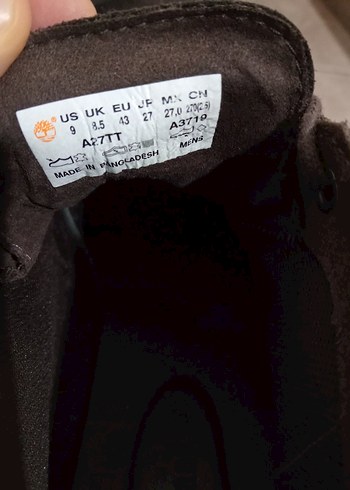 US UK EU JP MX CN
9 8.5 43 27 27.0 270(2.5)
A27TT A3719
MENS
MADE IN BANGLADESH